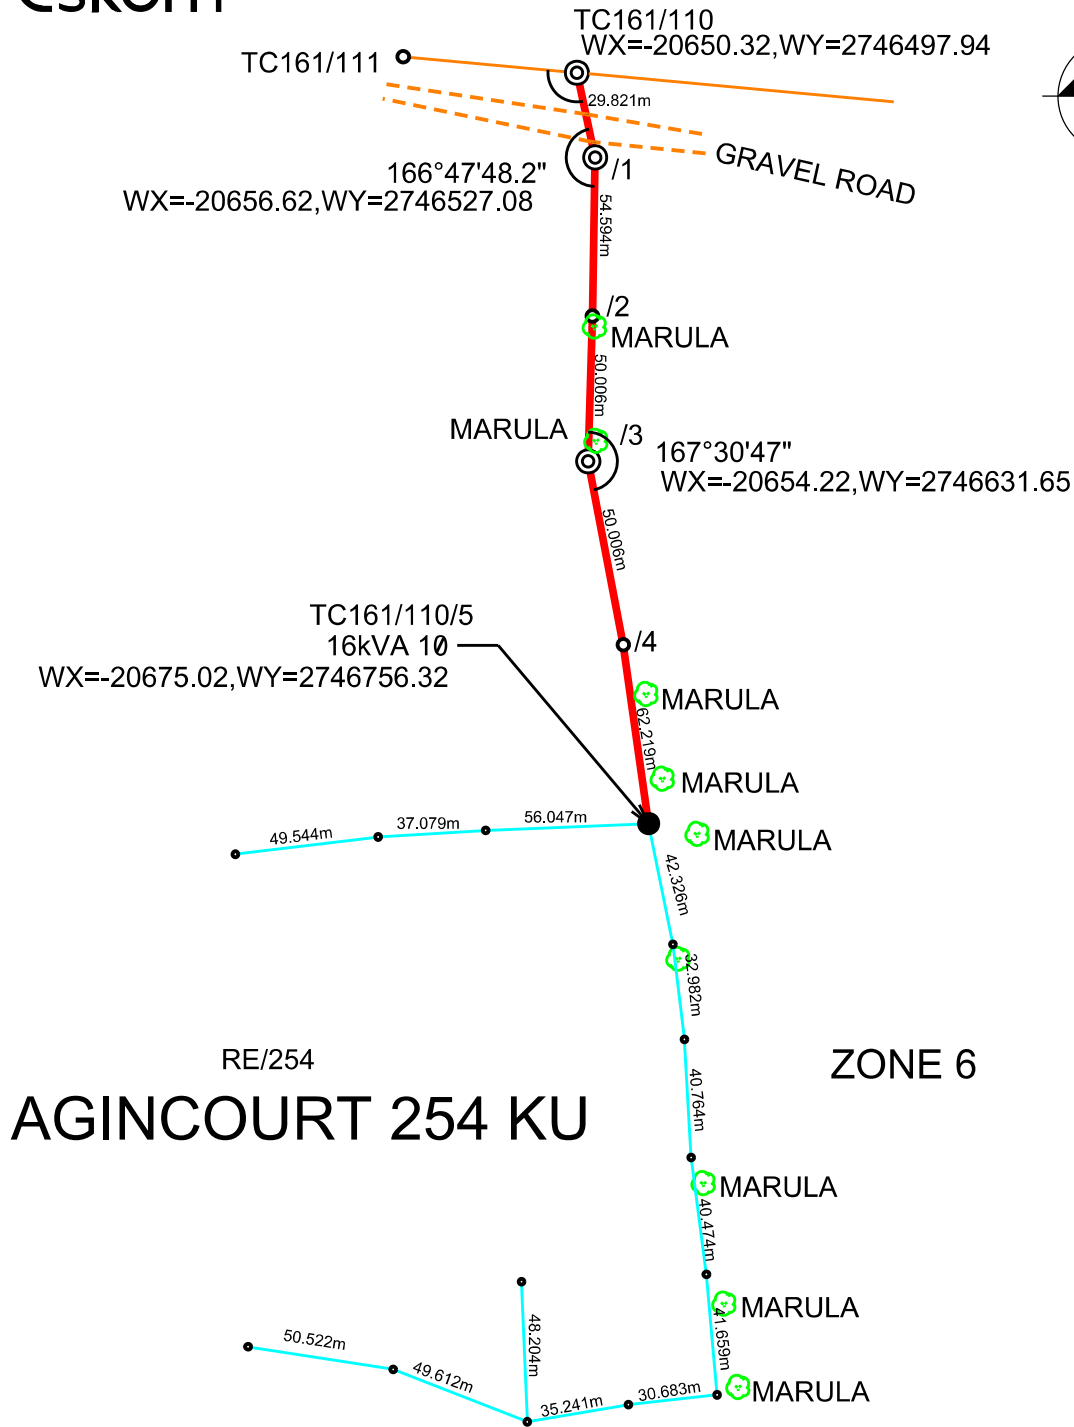 Eskom
TC161/110
WX=-20650.32,WY=2746497.94
TC161/111
29.821m
GRAVEL ROAD
166°47'48.2"
/1
WX=-20656.62,WY=2746527.08
54.594m
/2
MARULA
50.006m
MARULA
/3
167°30'47"
WX=-20654.22,WY=2746631.65
50.006m
TC161/110/5
16kVA 1Ø
/4
WX=-20675.02,WY=2746756.32
MARULA
62.219m
MARULA
MARULA
49.544m
37.079m
56.047m
42.326m
32.982m
RE/254
ZONE 6
40.764m
AGINCOURT 254 KU
MARULA
40.474m
MARULA
41.659m
48.204m
50.522m
49.612m
35.241m
30.683m
MARULA